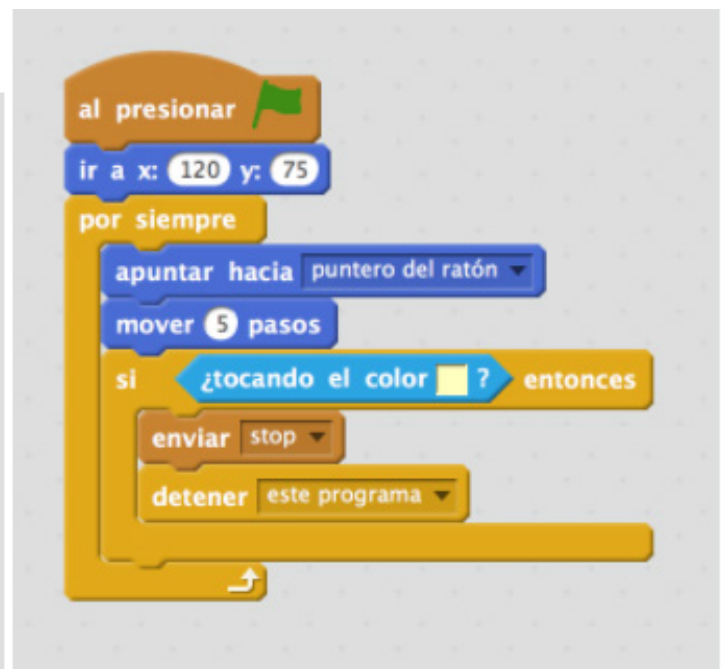 al presionar
ir a x: 120 y: 75
por siempre
apuntar hacia puntero del ratón
mover 5 pasos
si ¿tocando el color ? entonces
enviar stop
detener este programa